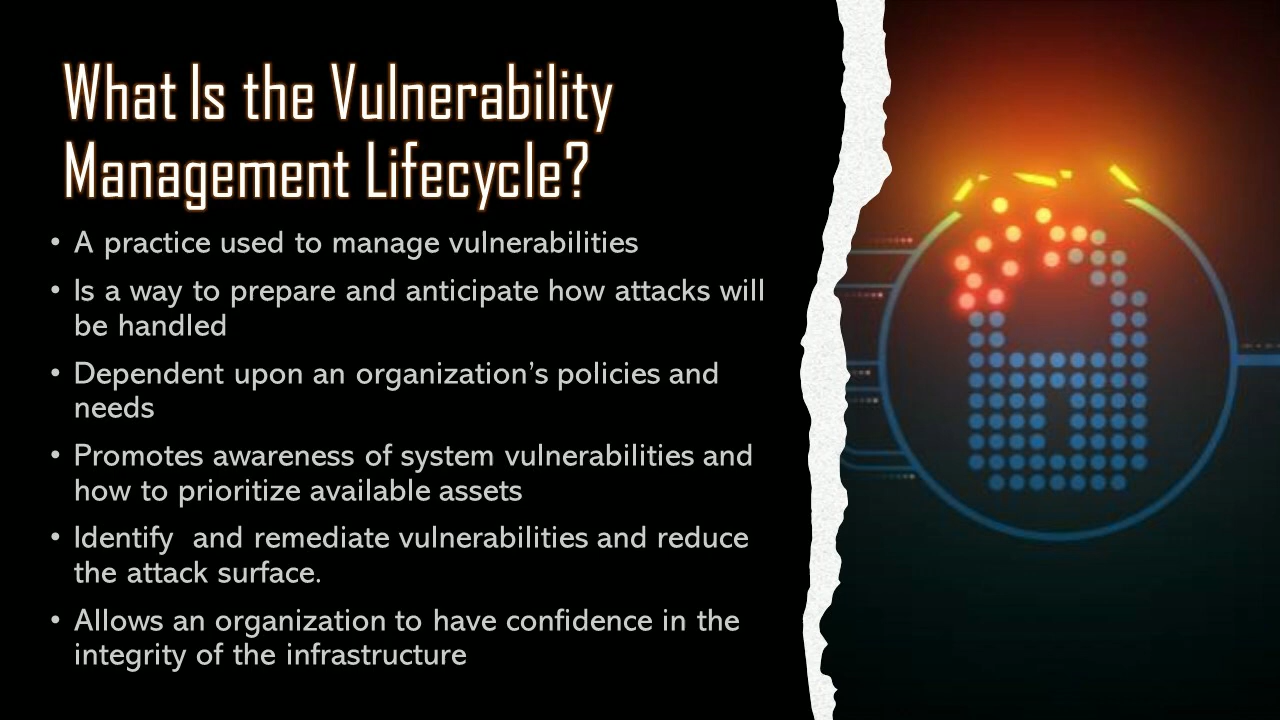 What Is the Vulnerability
Management Lifecycle?
• A practice used to manage vulnerabilities
• Is a way to prepare and anticipate how attacks will
be handled
• Dependent upon an organization’s policies and
needs
• Promotes awareness of system vulnerabilities and
how to prioritize available assets
• Identify  and remediate vulnerabilities and reduce
the attack surface.
• Allows an organization to have confidence in the
integrity of the infrastructure